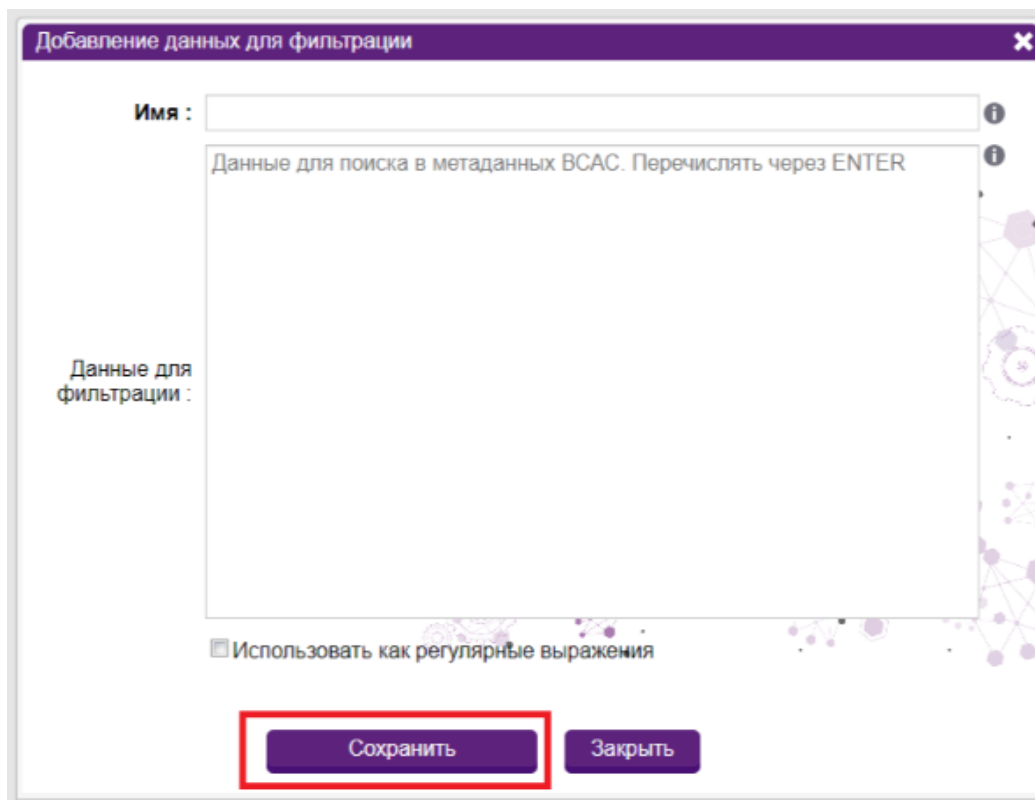 Добавление данных для фильтрации
Имя :
Данные для поиска в метаданных BCAC. Перечислять через ENTER
Данные для
фильтрации :
Использовать как регулярные выражения
Сохранить
Закрыть